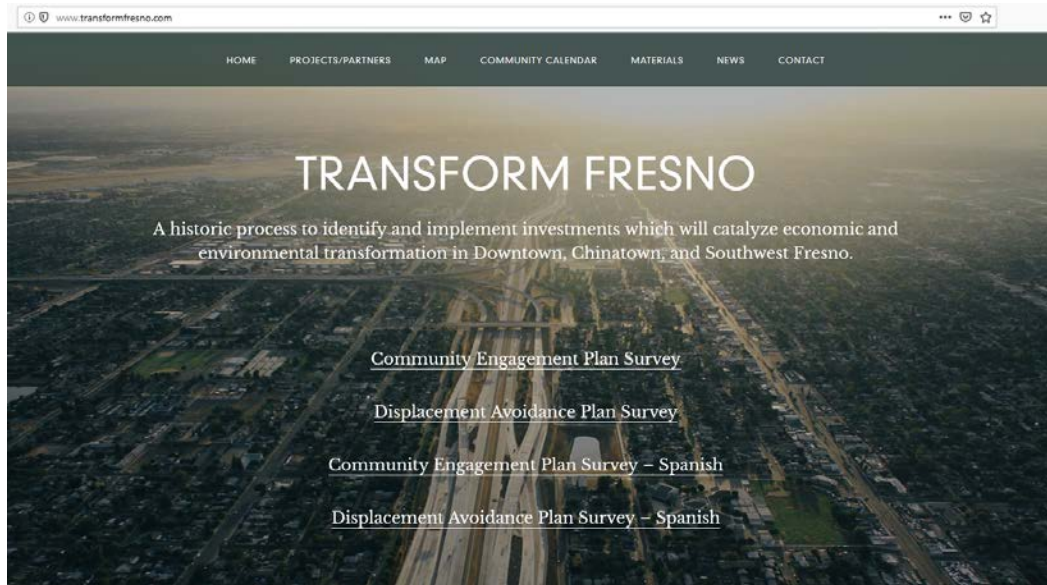 www.transformfresno.com
HOME PROJECTS/PARTNERS MAP COMMUNITY CALENDAR MATERIALS NEWS CONTACT
TRANSFORM FRESNO
A historic process to identify and implement investments which will catalyze economic and
environmental transformation in Downtown, Chinatown, and Southwest Fresno.
Community Engagement Plan Survey
Displacement Avoidance Plan Survey
Community Engagement Plan Survey – Spanish
Displacement Avoidance Plan Survey – Spanish